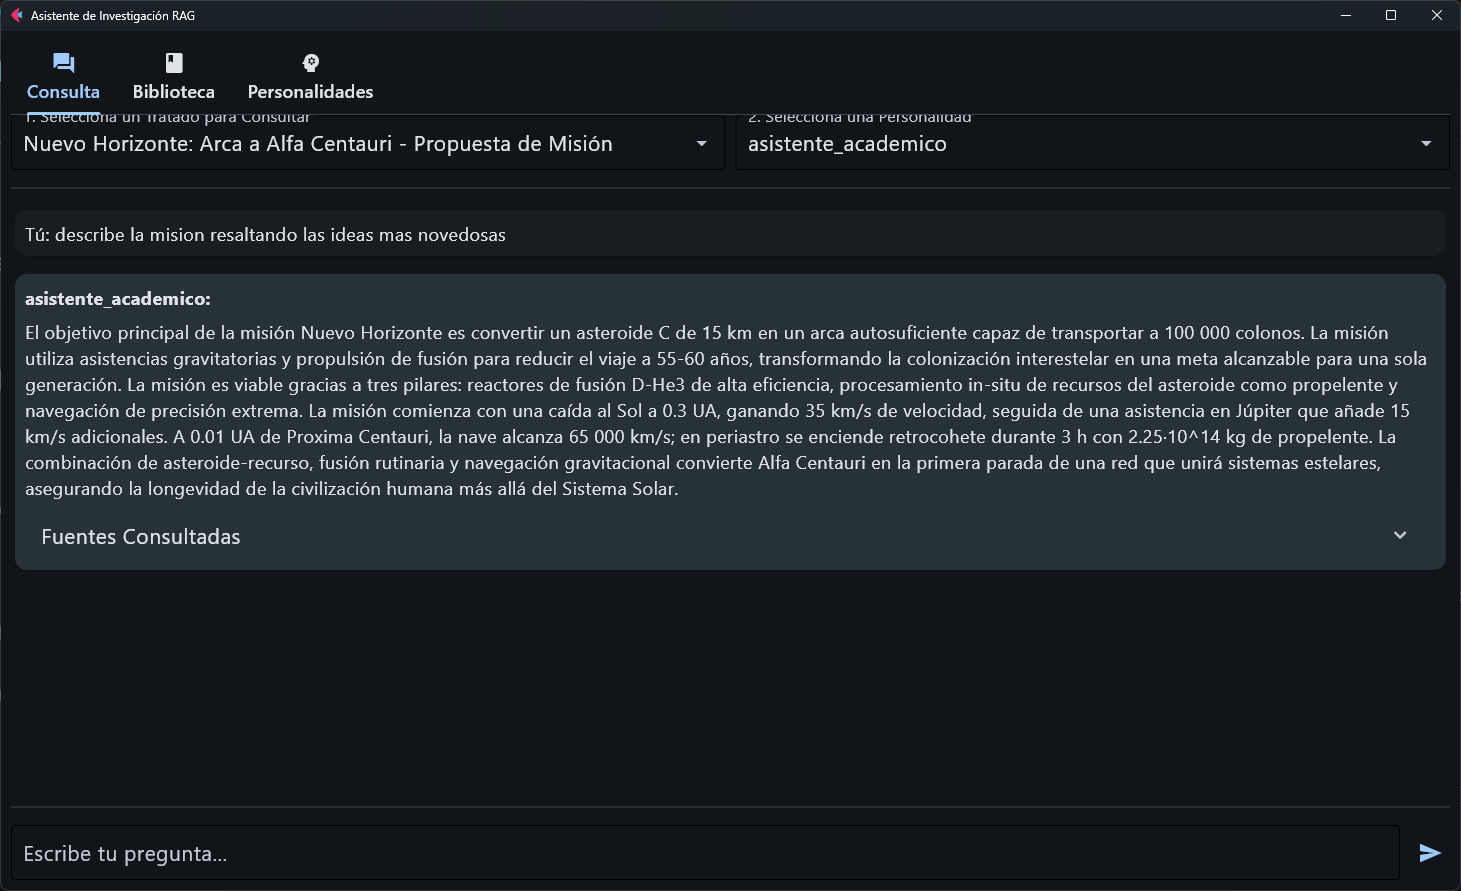 Asistente de Investigación RAG
Consulta
Biblioteca
Personalidades
1. Selecciona un Tratado para Consultar
2. Selecciona una Personalidad
Nuevo Horizonte: Arca a Alfa Centauri - Propuesta de Misión
asistente_academico
Tú: describe la mision resaltando las ideas mas novedosas
asistente_academico:
El objetivo principal de la misión Nuevo Horizonte es convertir un asteroide C de 15 km en un arca autosuficiente capaz de transportar a 100 000 colonos. La misión
utiliza asistencias gravitatorias y propulsión de fusión para reducir el viaje a 55-60 años, transformando la colonización interestelar en una meta alcanzable para una sola
generación. La misión es viable gracias a tres pilares: reactores de fusión D-He3 de alta eficiencia, procesamiento in-situ de recursos del asteroide como propelente y
navegación de precisión extrema. La misión comienza con una caída al Sol a 0.3 UA, ganando 35 km/s de velocidad, seguida de una asistencia en Júpiter que añade 15
km/s adicionales. A 0.01 UA de Proxima Centauri, la nave alcanza 65 000 km/s; en periastro se enciende retrocohete durante 3 h con 2.25·10^14 kg de propelente. La
combinación de asteroide-recurso, fusión rutinaria y navegación gravitacional convierte Alfa Centauri en la primera parada de una red que unirá sistemas estelares,
asegurando la longevidad de la civilización humana más allá del Sistema Solar.
Fuentes Consultadas
Escribe tu pregunta...